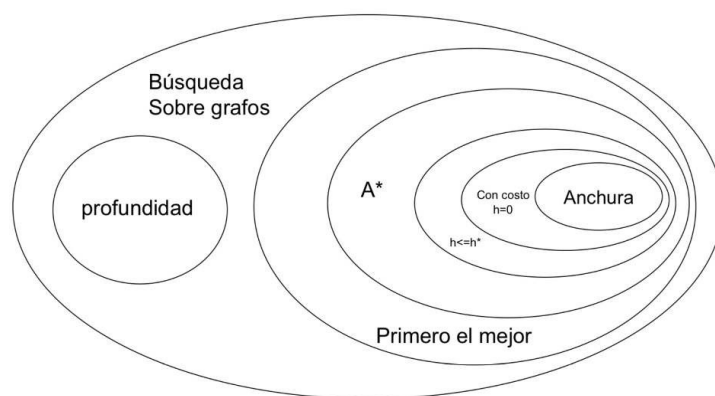 Búsqueda
Sobre grafos
profundidad
A*
Con costo
h=0
Anchura
h<=h*
Primero el mejor